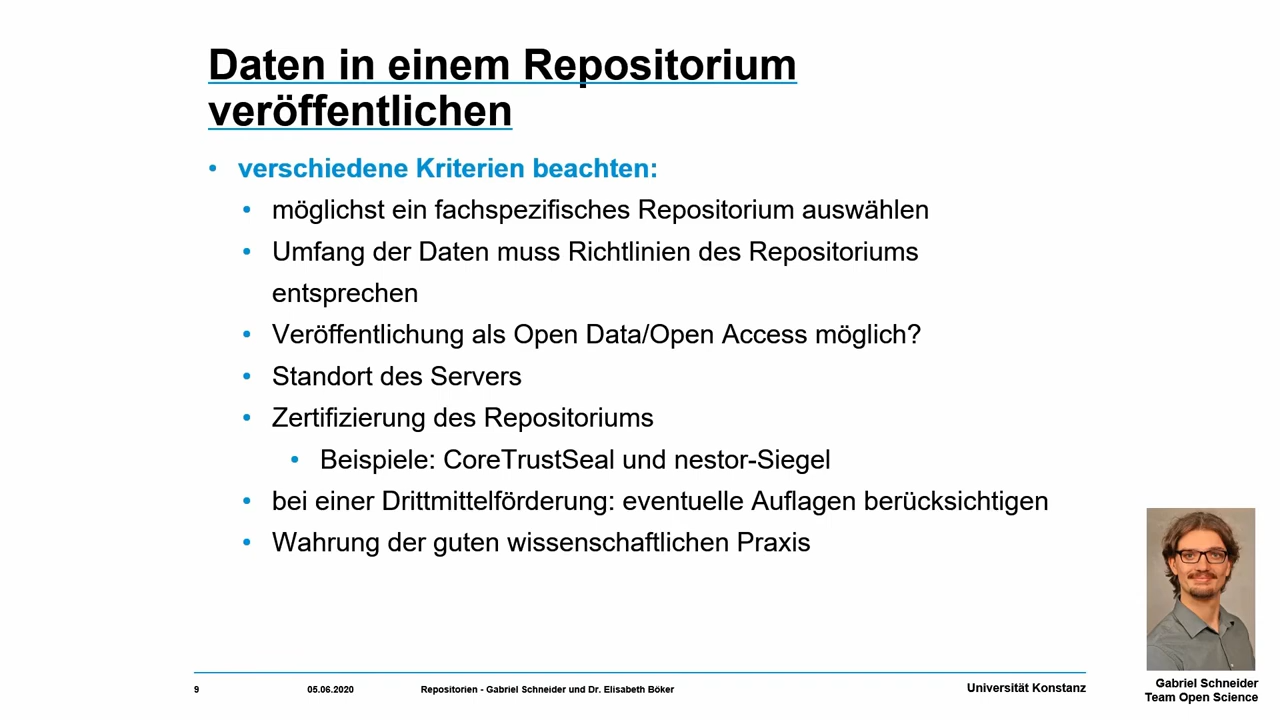 Daten in einem Repositorium
veröffentlichen
• verschiedene Kriterien beachten:
• möglichst ein fachspezifisches Repositorium auswählen
• Umfang der Daten muss Richtlinien des Repositoriums
entsprechen
• Veröffentlichung als Open Data/Open Access möglich?
• Standort des Servers
• Zertifizierung des Repositoriums
• Beispiele: CoreTrustSeal und nestor-Siegel
• bei einer Drittmittelförderung: eventuelle Auflagen berücksichtigen
• Wahrung der guten wissenschaftlichen Praxis
9 05.06.2020 Repositorien - Gabriel Schneider und Dr. Elisabeth Böker Universität Konstanz
Gabriel Schneider
Team Open Science